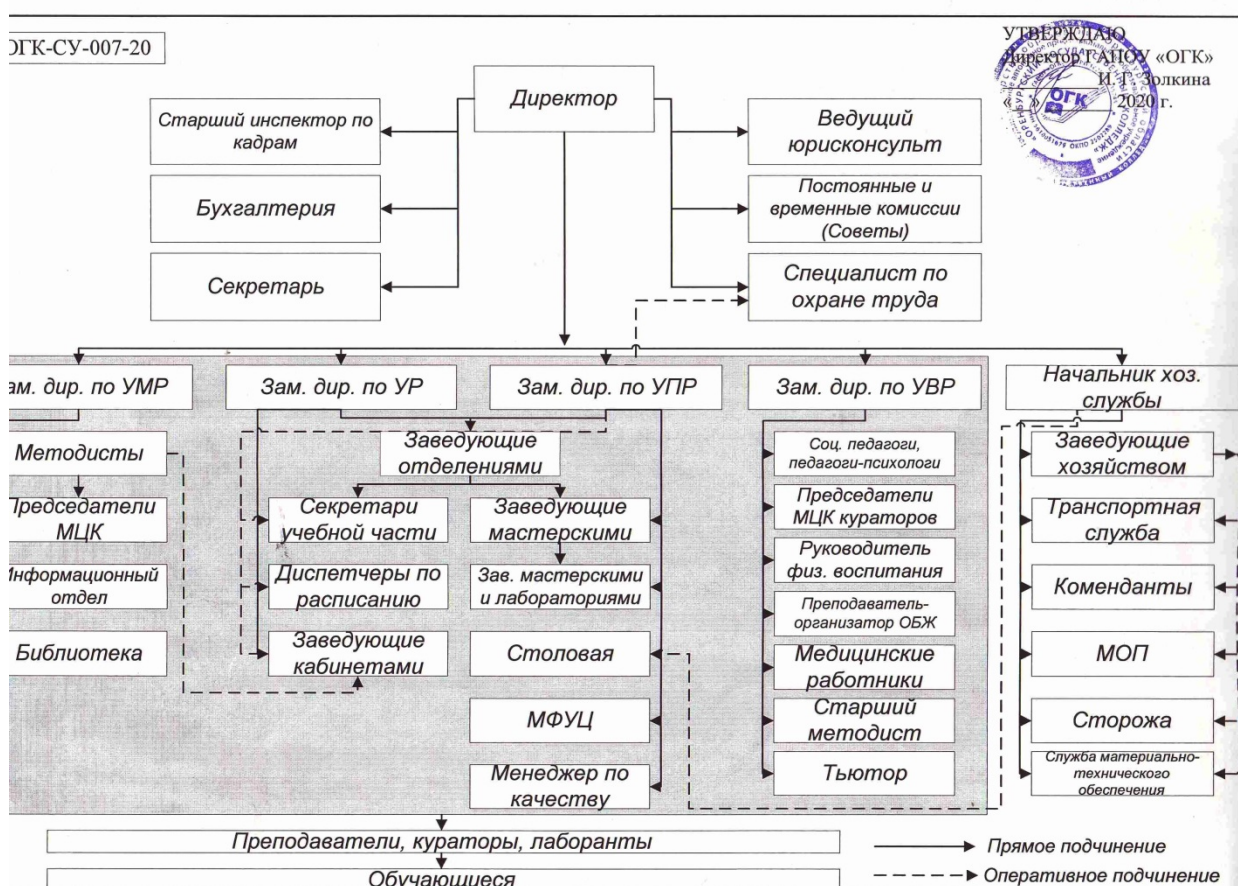 ОГК-СУ-007-20
УТВЕРЖДАЮ
Директор ГАПОУ «ОГК»
И. Г. Золкина
« » 2020 г.
ОГК
Директор
Старший инспектор по
кадрам
Ведущий
юрисконсульт
Бухгалтерия
Постоянные и
временные комиссии
(Советы)
Секретарь
Специалист по
охране труда
Зам. дир. по УМР
Зам. дир. по УР
Зам. дир. по УПР
Зам. дир. по УВР
Начальник хоз.
службы
Методисты
Председатели
МЦК
Информационный
отдел
Библиотека
Заведующие
отделениями
Секретари
учебной части
Диспетчеры по
расписанию
Заведующие
кабинетами
Заведующие
мастерскими
Зав. мастерскими
и лабораториями
Столовая
МФУЦ
Менеджер по
качеству
Соц. педагоги,
педагоги-психологи
Председатели
МЦК кураторов
Руководитель
физ. воспитания
Преподаватель-
организатор ОБЖ
Медицинские
работники
Старший
методист
Тьютор
Заведующие
хозяйством
Транспортная
служба
Коменданты
МОП
Сторожа
Служба материально-
технического
обеспечения
Преподаватели, кураторы, лаборанты
Обучающиеся
Прямое подчинение
Оперативное подчинение